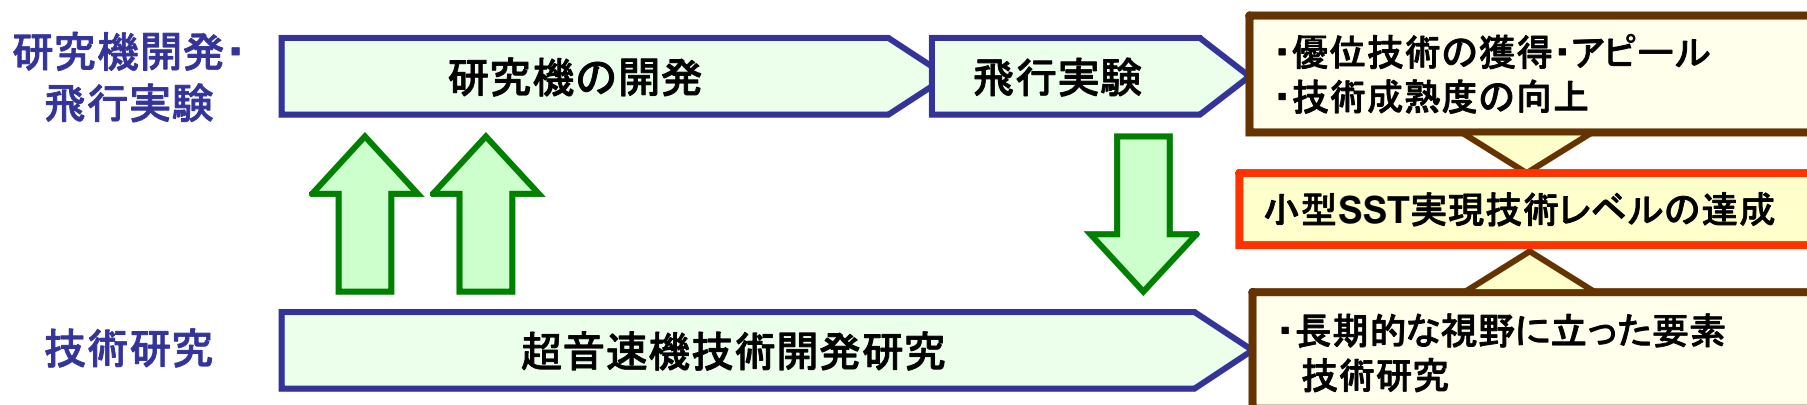 研究機開発・
飛行実験
研究機の開発
飛行実験
・優位技術の獲得・アピール
・技術成熟度の向上
小型SST実現技術レベルの達成
技術研究
超音速機技術開発研究
・長期的な視野に立った要素
技術研究